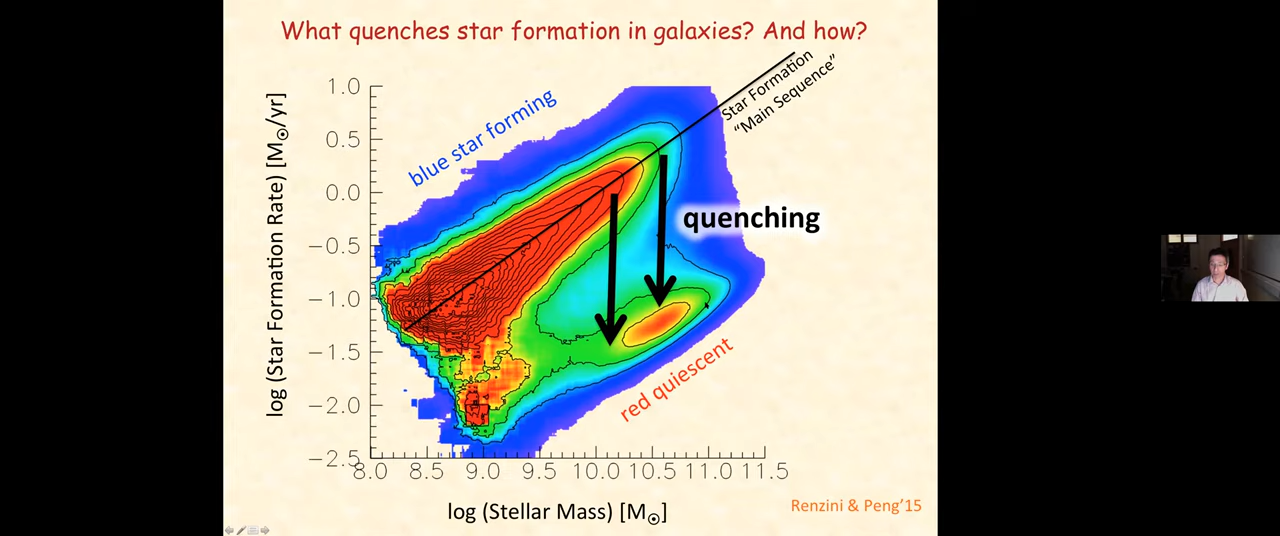 What quenches star formation in galaxies? And how?
log (Star Formation Rate) [M☉/yr]
1.0
0.5
0.0
−0.5
−1.0
−1.5
−2.0
−2.5
blue star forming
Star Formation
“Main Sequence”
quenching
red quiescent
8.0 8.5 9.0 9.5 10.0 10.5 11.0 11.5
log (Stellar Mass) [M☉]
Renzini & Peng’15